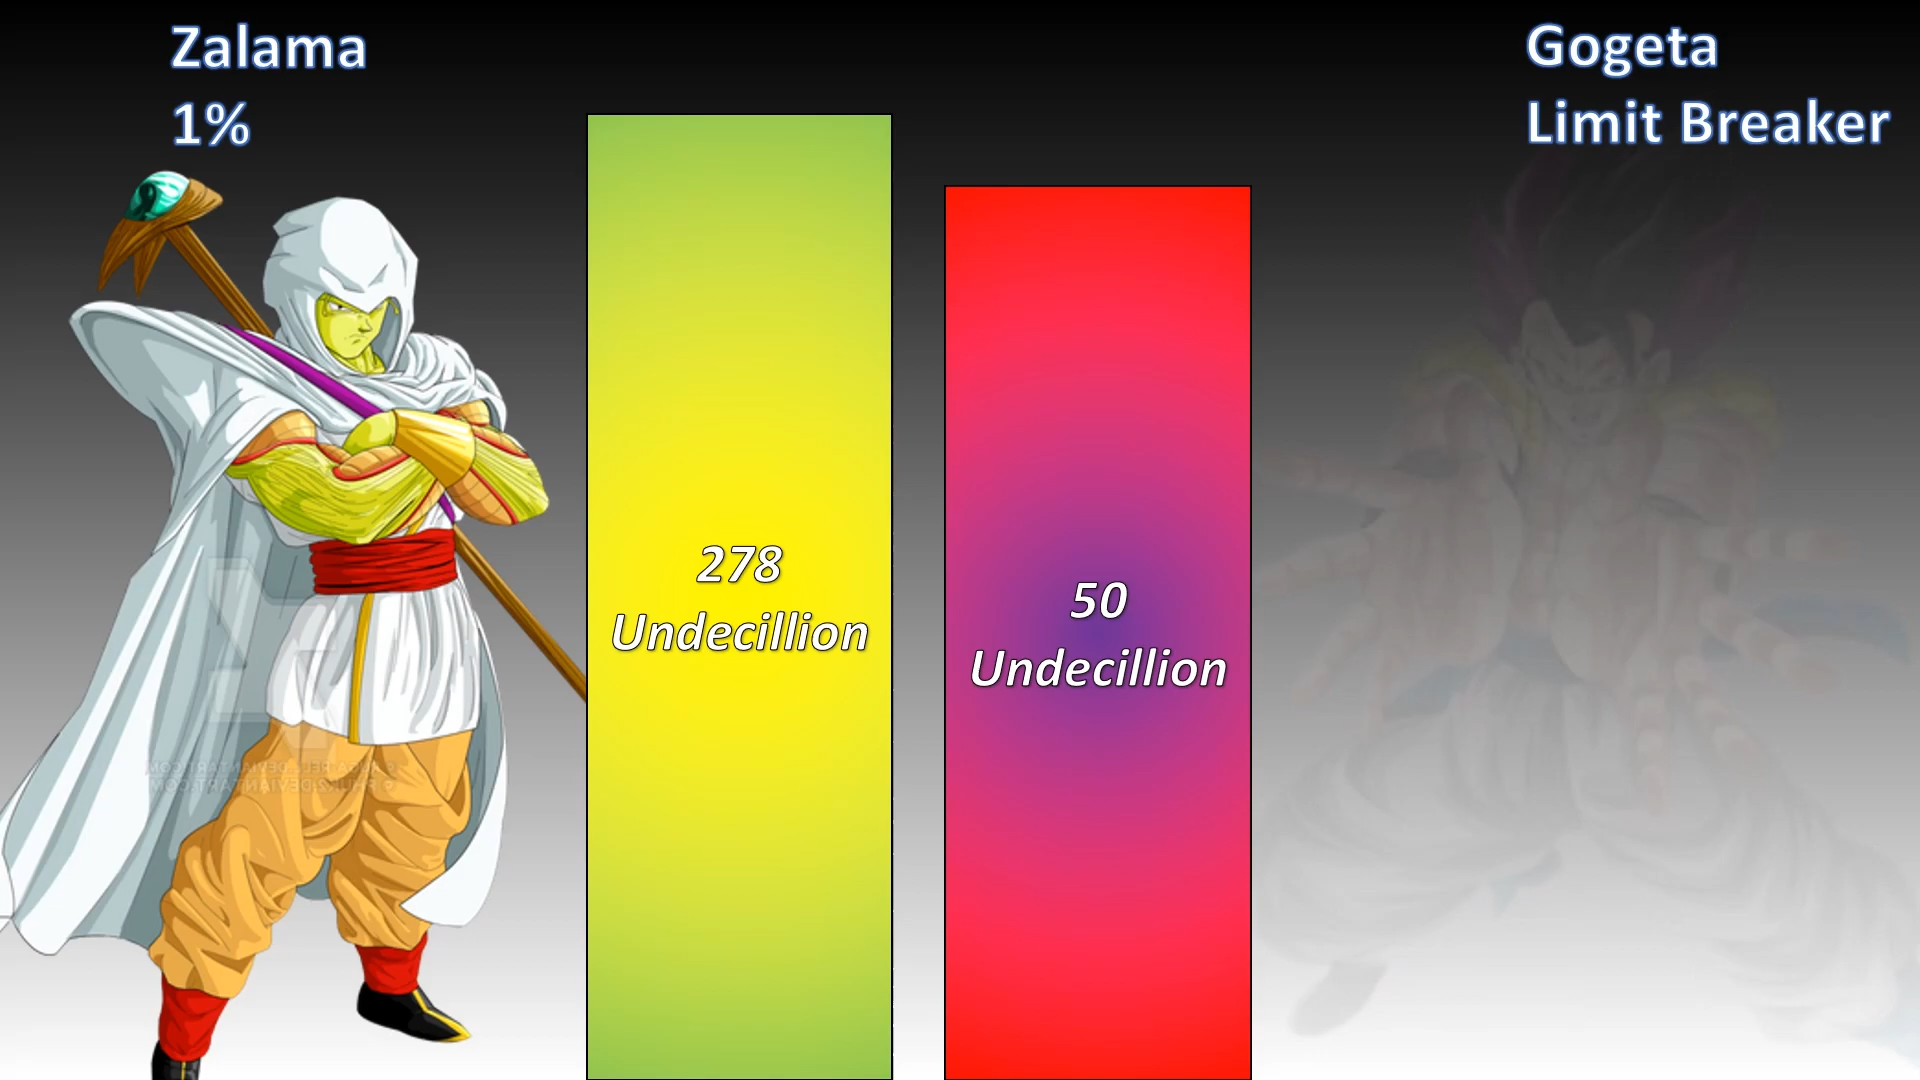 Zalama
1%
Gogeta
Limit Breaker
278
Undecillion
50
Undecillion